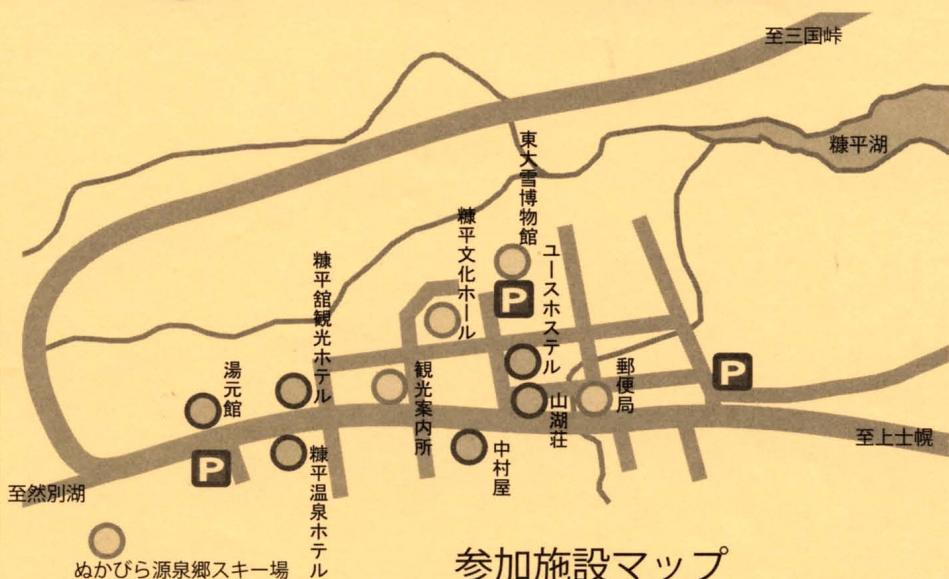 至三国峠
糠平湖
東大雪博物館
糠平文化ホール
ユースホステル
糠平舘観光ホテル
P
湯元館
観光案内所
郵便局
P
山湖荘
至上士幌
中村屋
P
糠平温泉ホテル
至然別湖
ぬかびら源泉郷スキー場
参加施設マップ